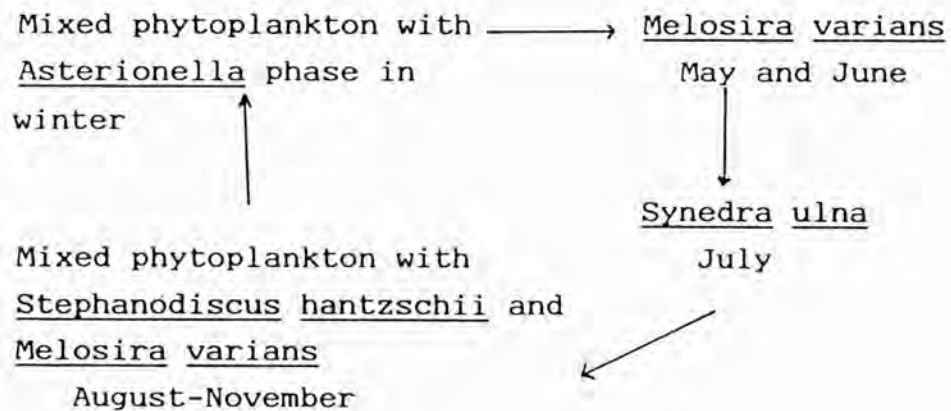 Mixed phytoplankton with
Asterionella phase in
winter
Melosira varians
May and June
Synedra ulna
July
Mixed phytoplankton with
Stephanodiscus hantzschii and
Melosira varians
August-November